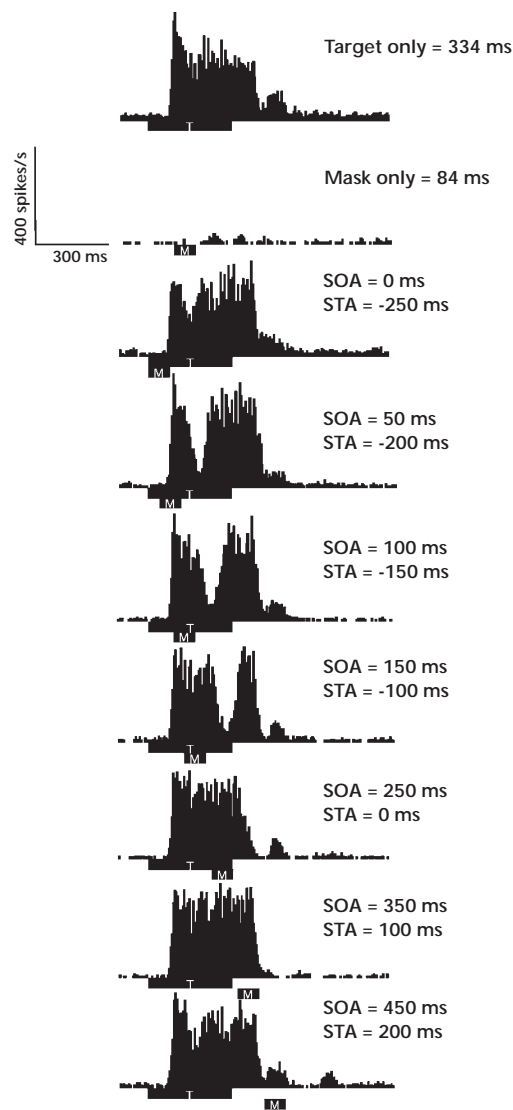 Target only = 334 ms
T
400 spikes/s
300 ms
Mask only = 84 ms
M
SOA = 0 ms
STA = -250 ms
T
M
SOA = 50 ms
STA = -200 ms
T
M
SOA = 100 ms
STA = -150 ms
T
M
SOA = 150 ms
STA = -100 ms
T
M
SOA = 250 ms
STA = 0 ms
T
M
SOA = 350 ms
STA = 100 ms
T
M
SOA = 450 ms
STA = 200 ms
T
M